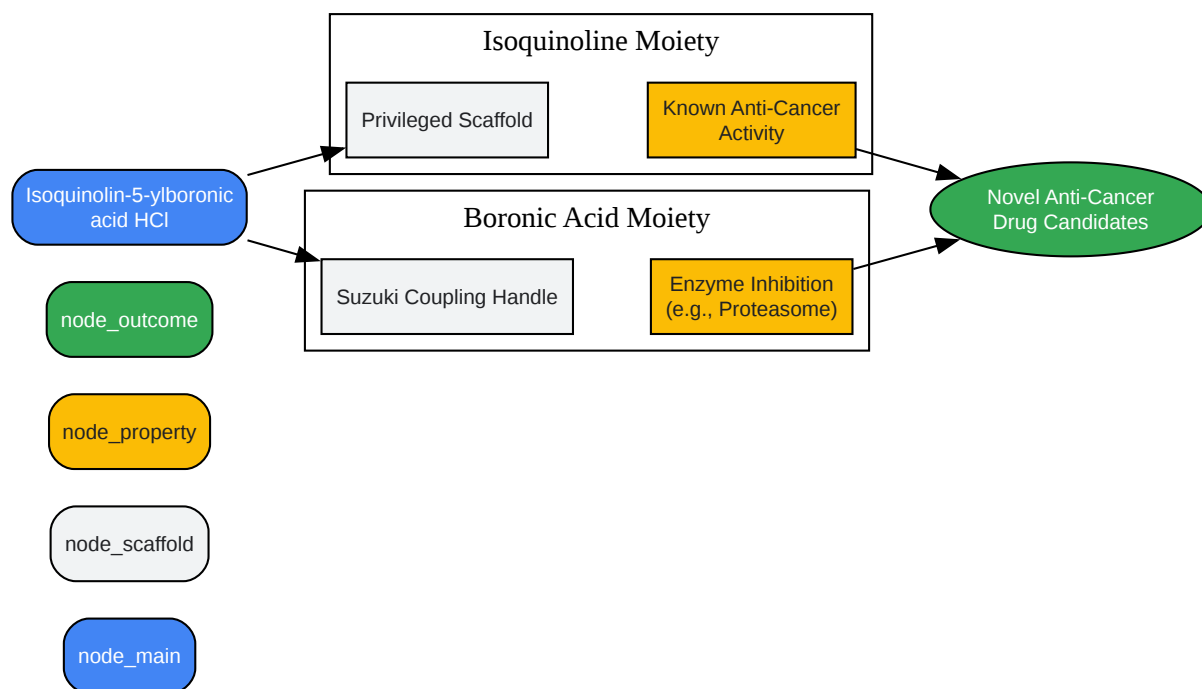 Isoquinoline Moiety
Privileged Scaffold
Known Anti-Cancer
Activity
Isoquinolin-5-ylboronic
acid HCl
Boronic Acid Moiety
Suzuki Coupling Handle
Enzyme Inhibition
(e.g., Proteasome)
Novel Anti-Cancer
Drug Candidates
node_outcome
node_property
node_scaffold
node_main